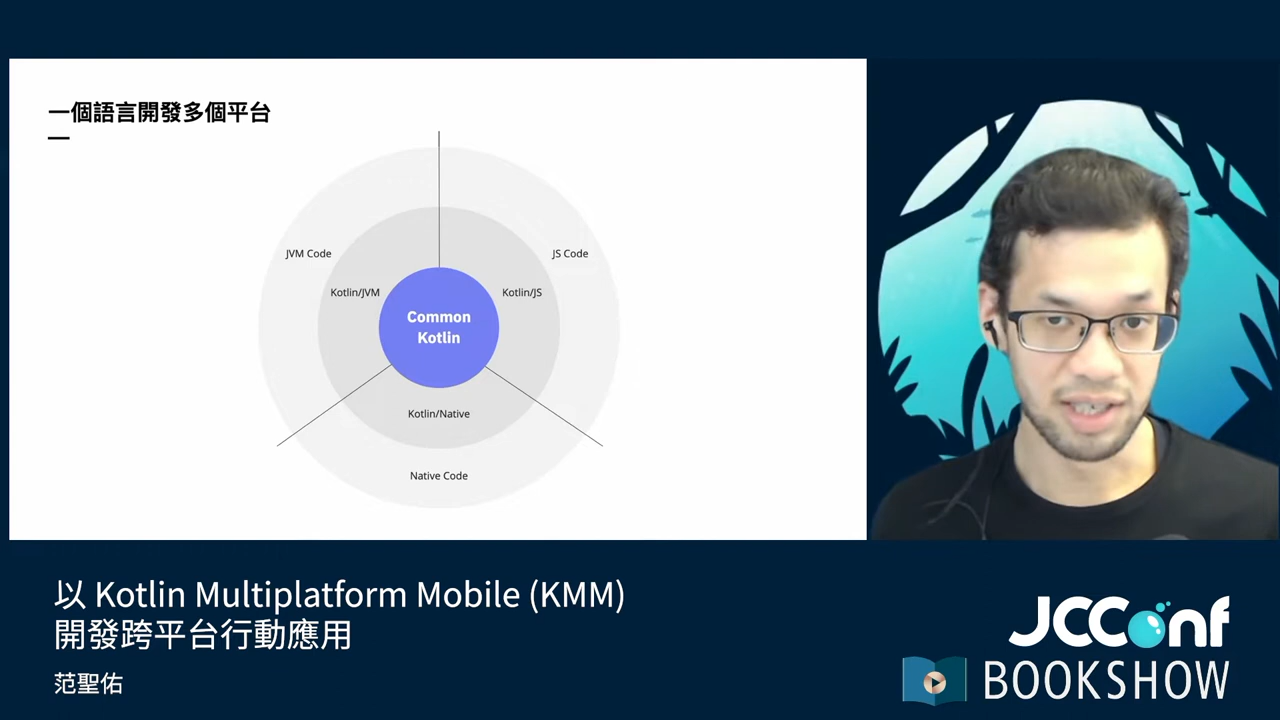 一個語言開發多個平台
JVM Code
JS Code
Kotlin/JVM
Kotlin/JS
Common
Kotlin
Kotlin/Native
Native Code
以 Kotlin Multiplatform Mobile (KMM)
開發跨平台行動應用
范聖佑
JCConf
BOOKSHOW